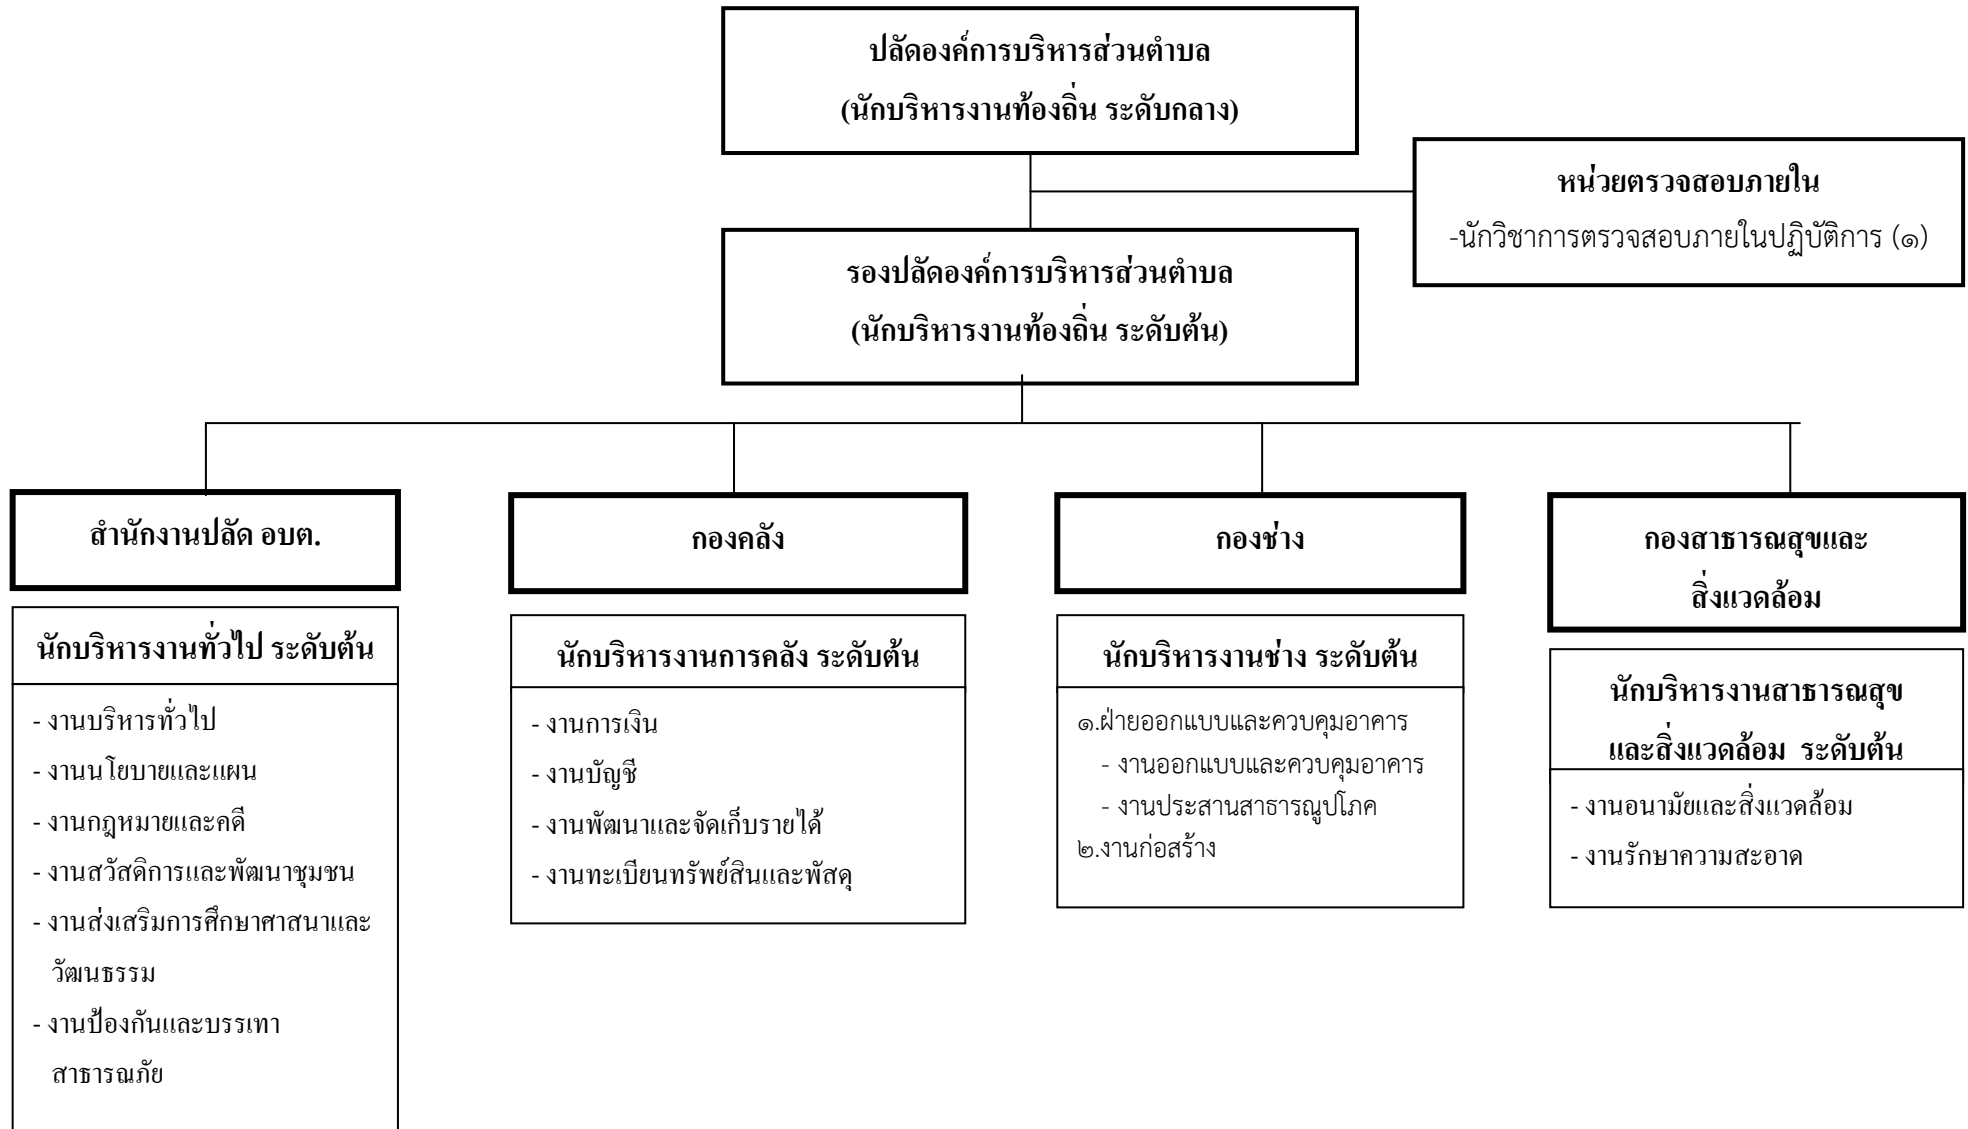 ปลัดองค์การบริหารส่วนตำบล
(นักบริหารงานท้องถิ่น ระดับกลาง)
หน่วยตรวจสอบภายใน
-นักวิชาการตรวจสอบภายในปฏิบัติการ (๑)
รองปลัดองค์การบริหารส่วนตำบล
(นักบริหารงานท้องถิ่น ระดับต้น)
สำนักงานปลัด อบต.
นักบริหารงานทั่วไป ระดับต้น
- งานบริหารทั่วไป
- งานนโยบายและแผน
- งานกฎหมายและคดี
- งานสวัสดิการและพัฒนาชุมชน
- งานส่งเสริมการศึกษาศาสนาและ
วัฒนธรรม
- งานป้องกันและบรรเทา
สาธารณภัย
กองคลัง
นักบริหารงานการคลัง ระดับต้น
- งานการเงิน
- งานบัญชี
- งานพัฒนาและจัดเก็บรายได้
- งานทะเบียนทรัพย์สินและพัสดุ
กองช่าง
นักบริหารงานช่าง ระดับต้น
๑.ฝ่ายออกแบบและควบคุมอาคาร
- งานออกแบบและควบคุมอาคาร
- งานประสานสาธารณูปโภค
๒.งานก่อสร้าง
กองสาธารณสุขและ
สิ่งแวดล้อม
นักบริหารงานสาธารณสุข
และสิ่งแวดล้อม ระดับต้น
- งานอนามัยและสิ่งแวดล้อม
- งานรักษาความสะอาด